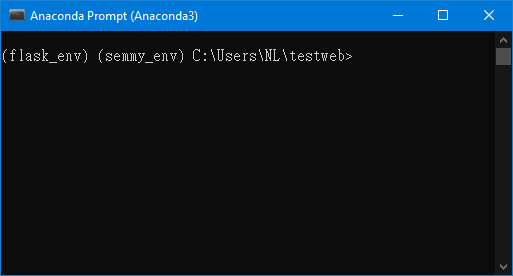 Anaconda Prompt (Anaconda3)
(flask_env) (semmy_env) C:\Users\NL\testweb>